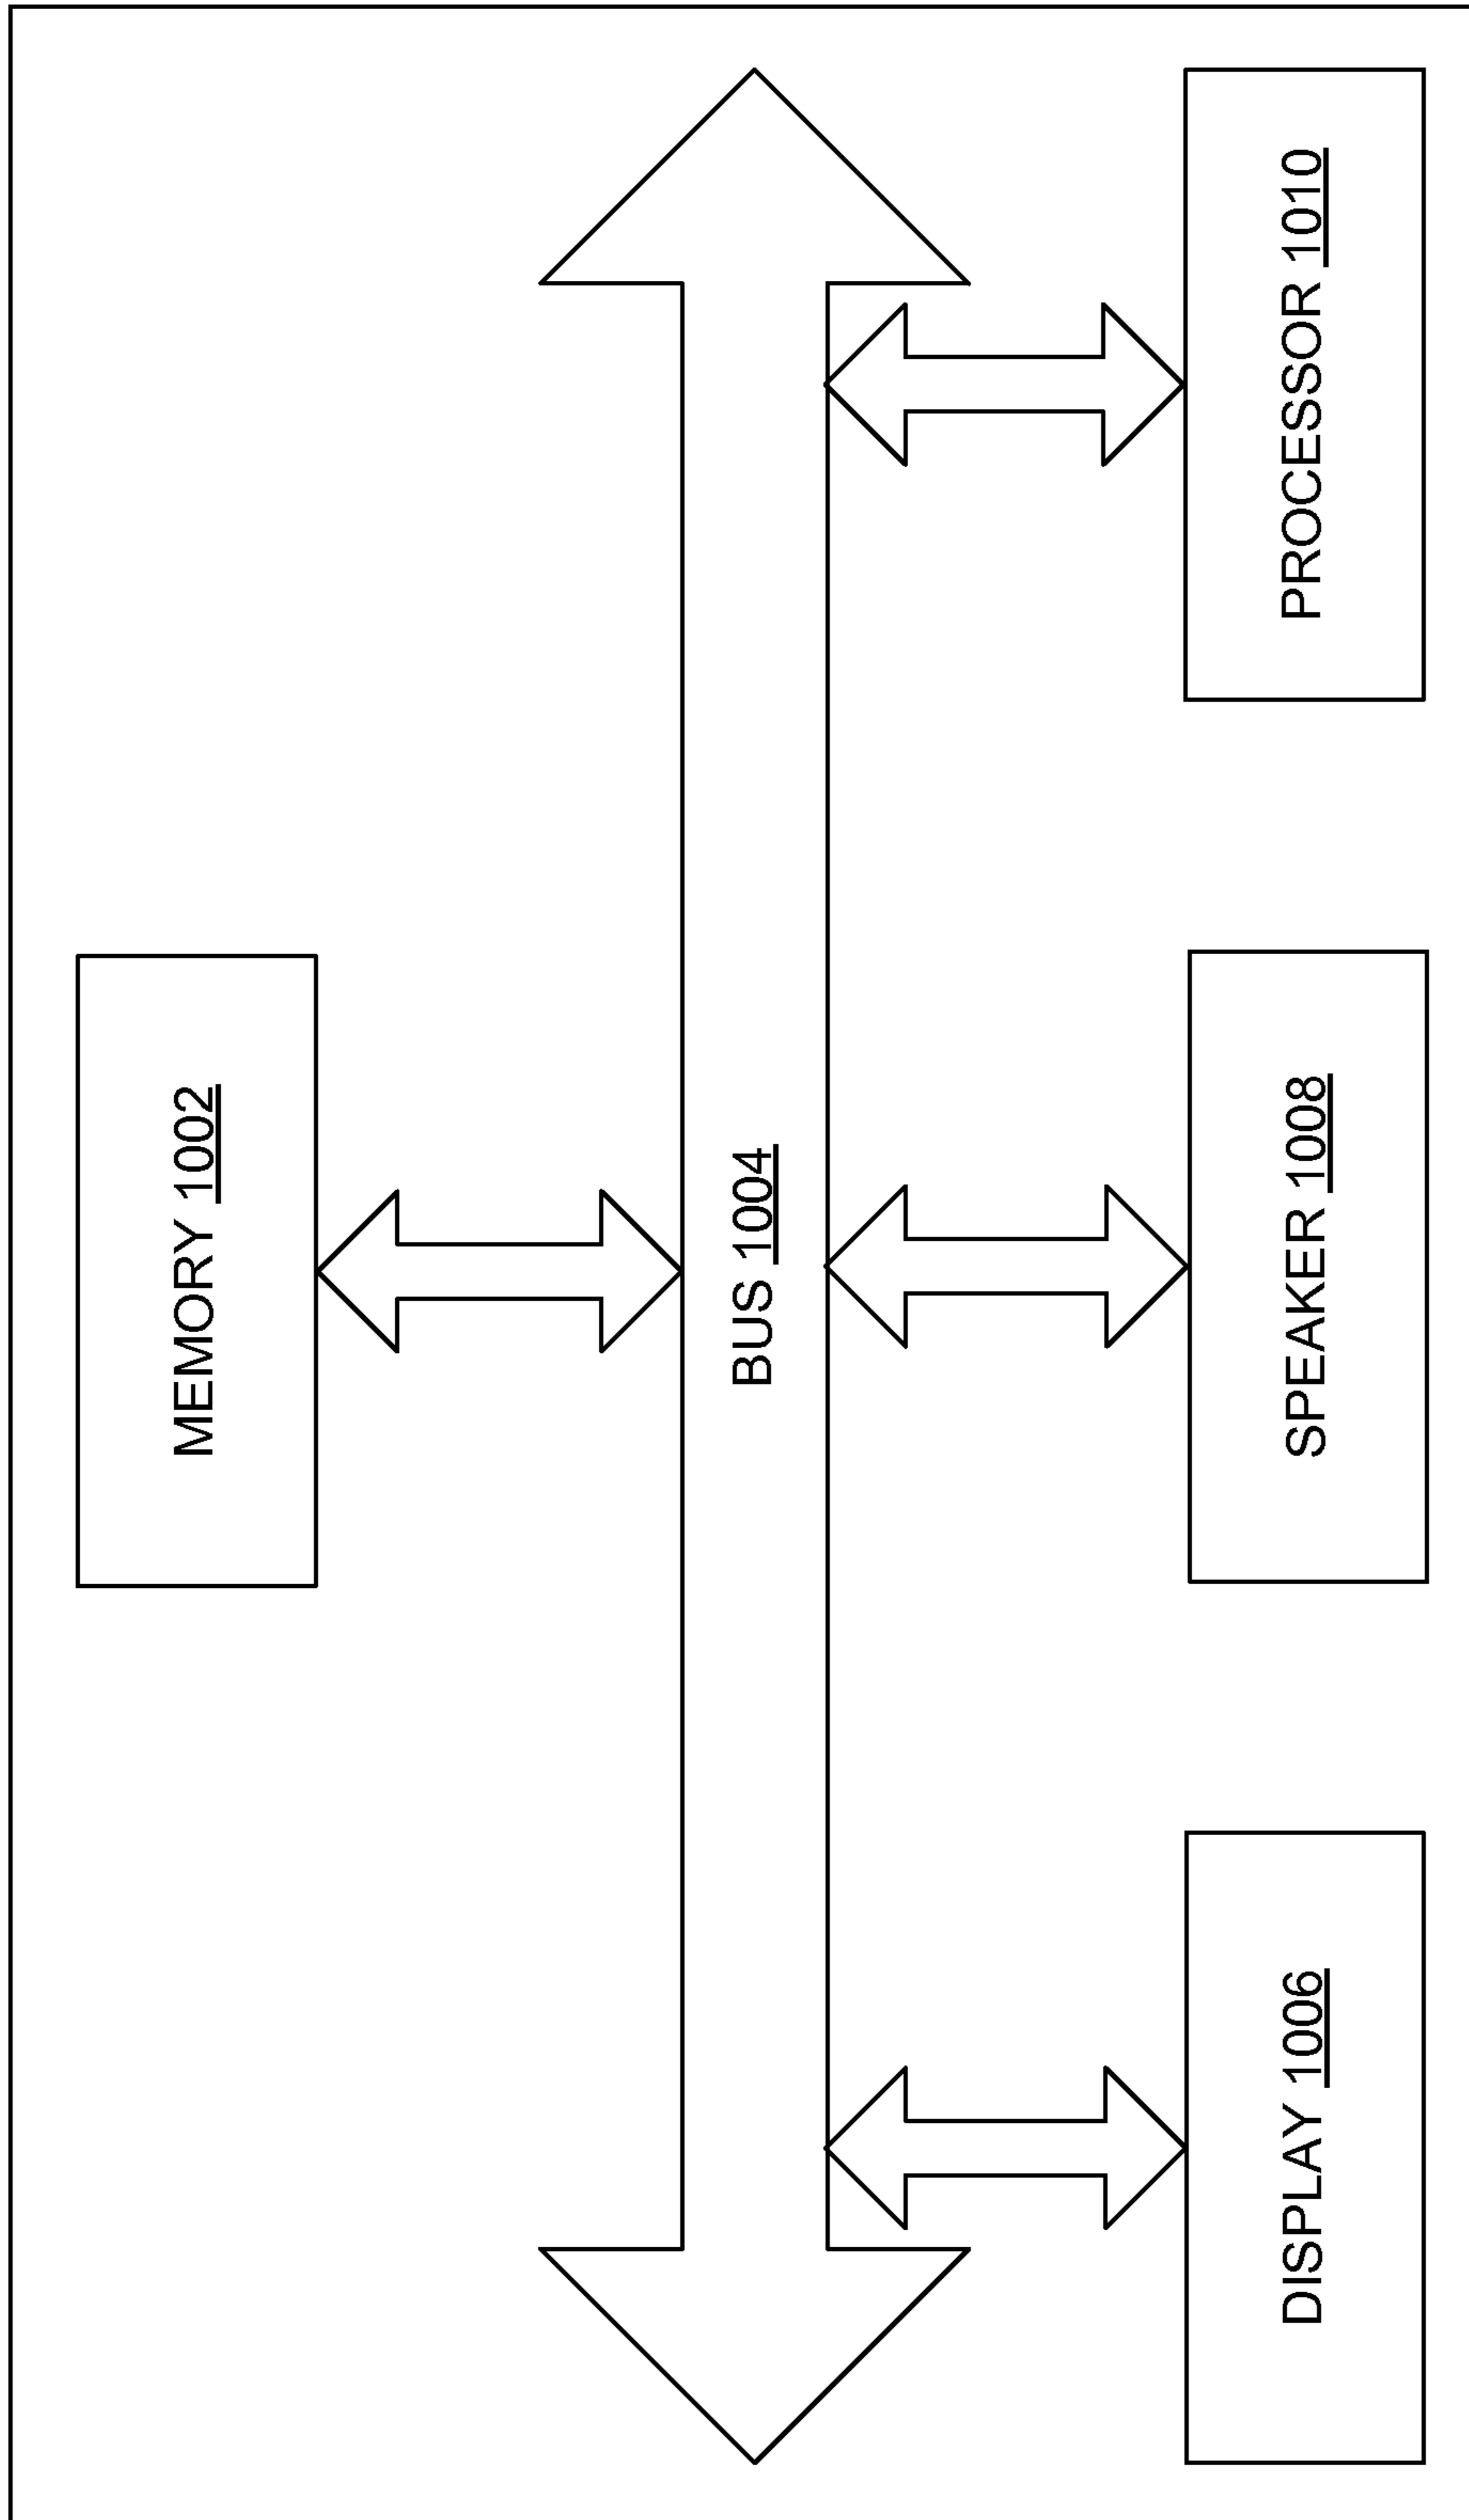 MEMORY 1002
BUS 1004
DISPLAY 1006
SPEAKER 1008
PROCESSOR 1010